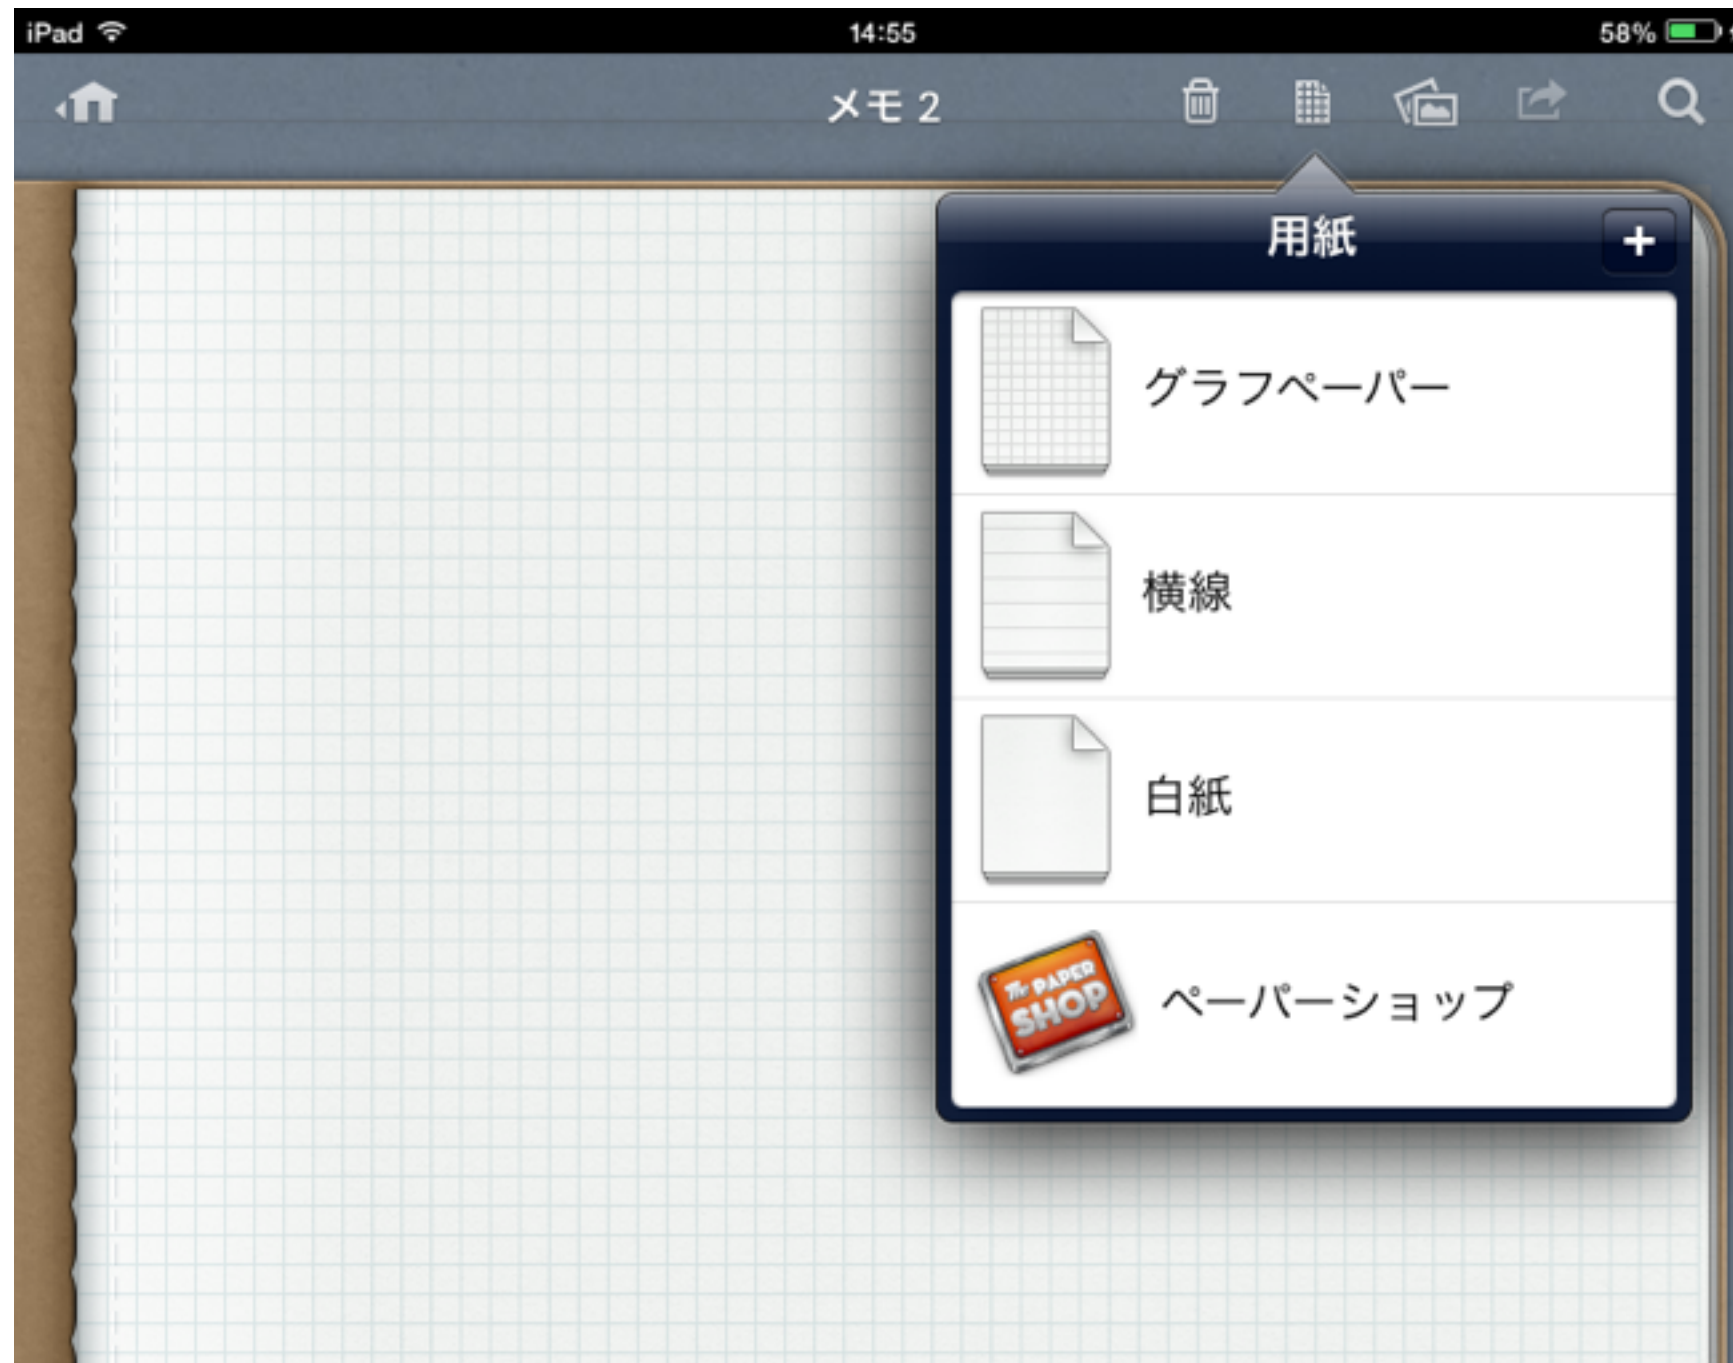 iPad 14:55 58%
メモ 2
用紙 +
グラフペーパー
横線
白紙
The PAPER
SHOP
ペーパーショップ